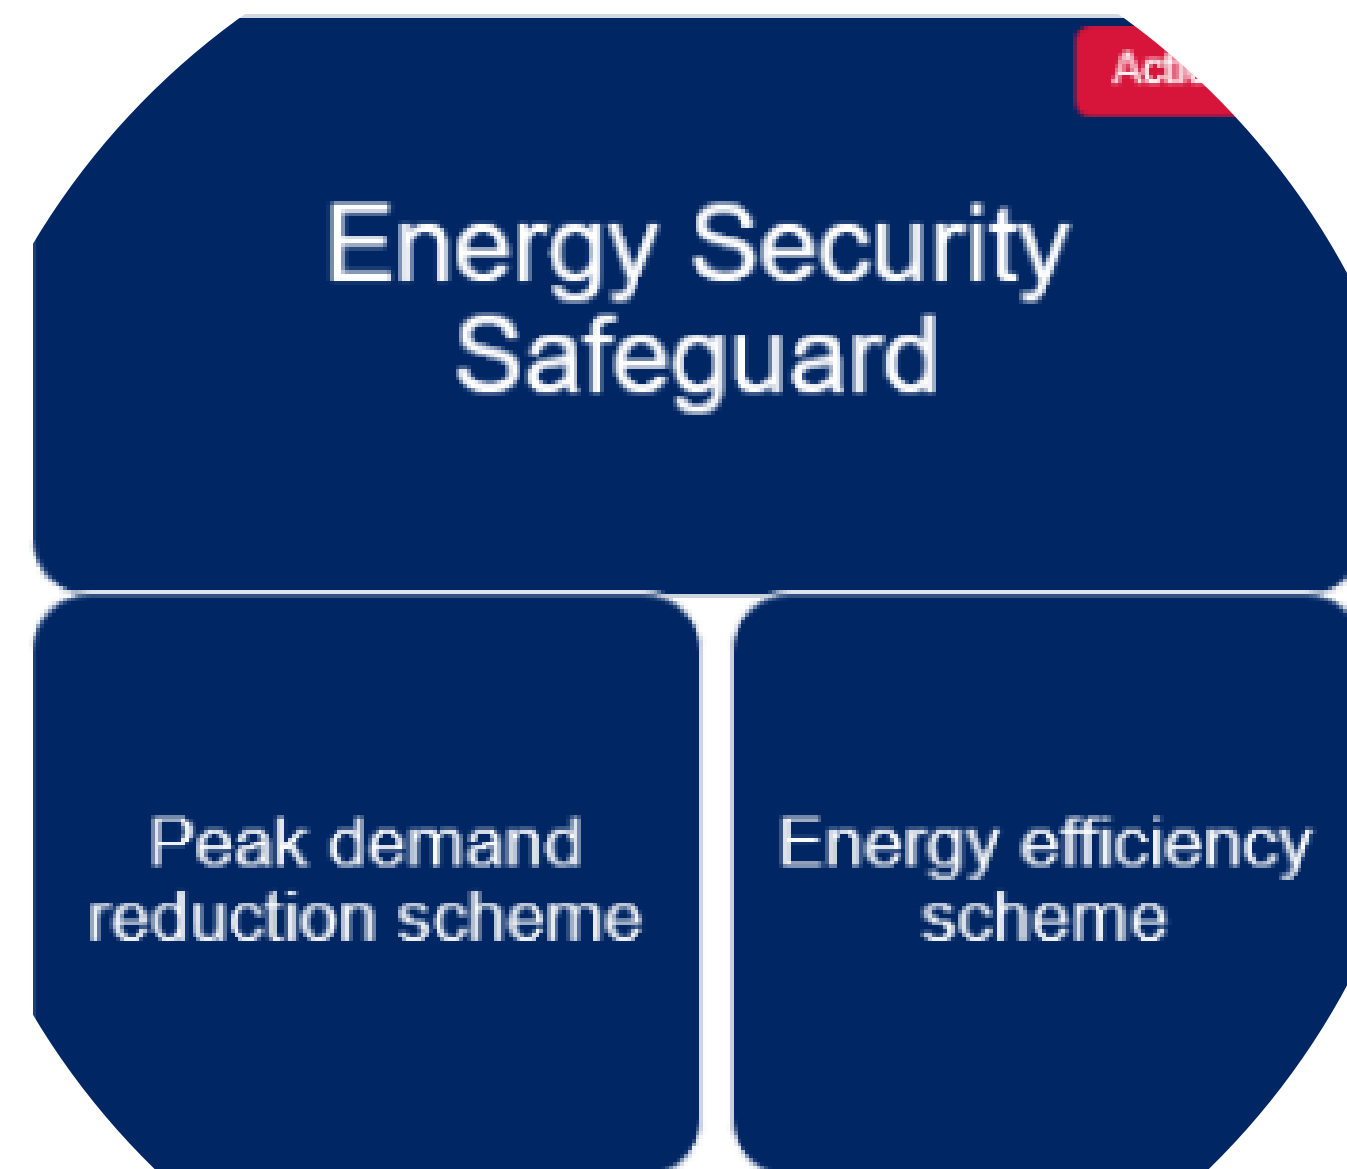 Energy Security
Safeguard
Peak demand
reduction scheme
Energy efficiency
scheme